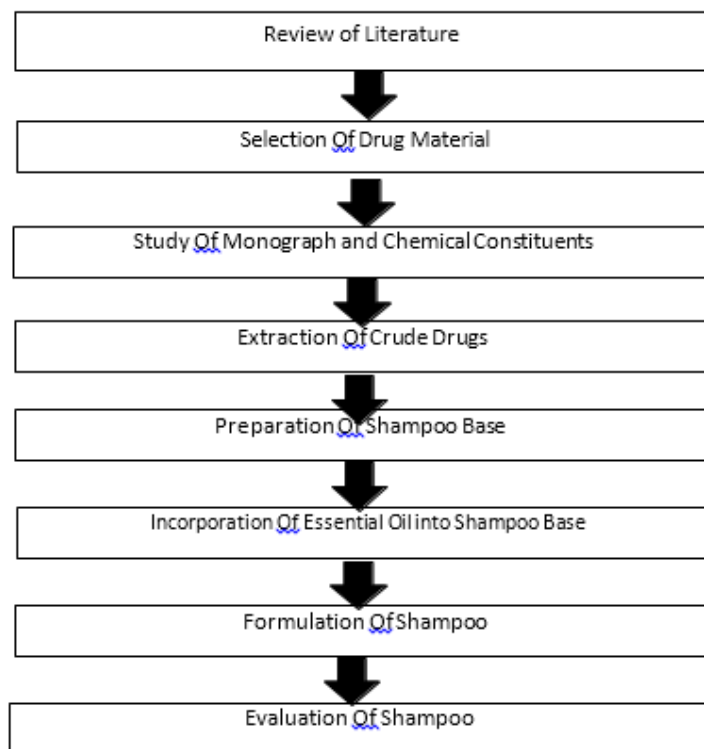 Review of Literature
Selection Of Drug Material
Study Of Monograph and Chemical Constituents
Extraction Of Crude Drugs
Preparation Of Shampoo Base
Incorporation Of Essential Oil into Shampoo Base
Formulation Of Shampoo
Evaluation Of Shampoo